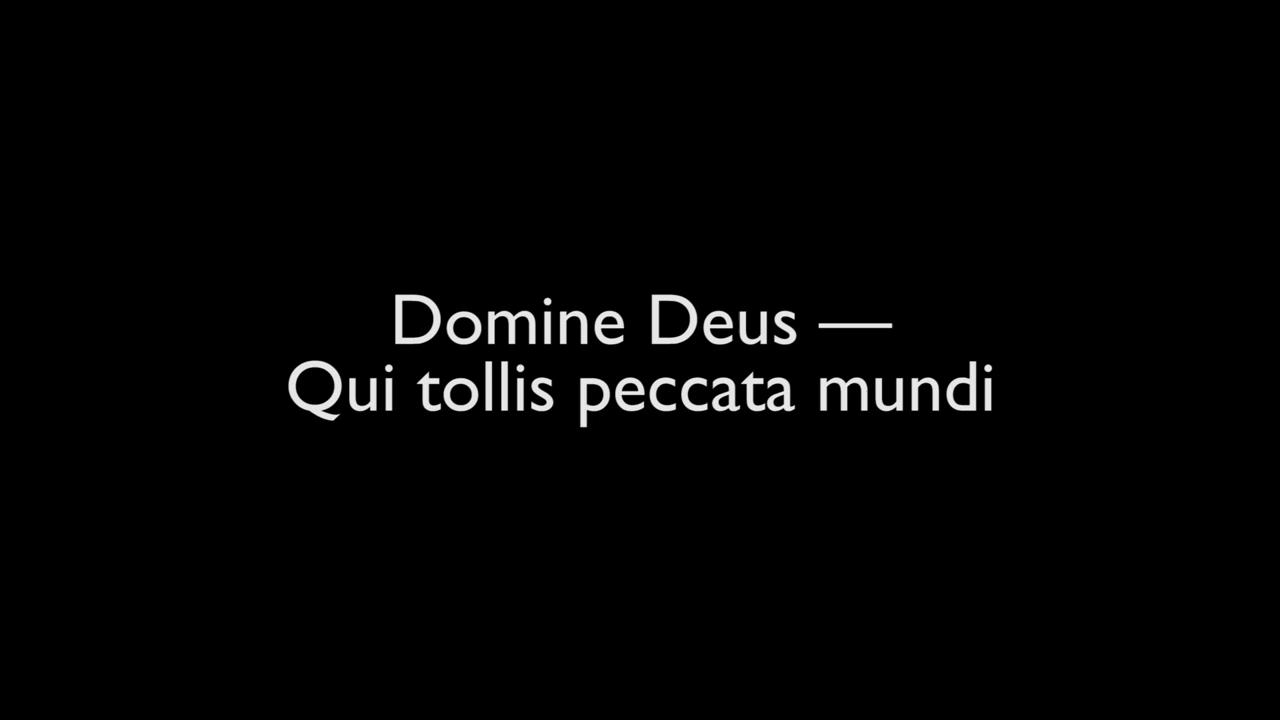 Domine Deus —
Qui tollis peccata mundi